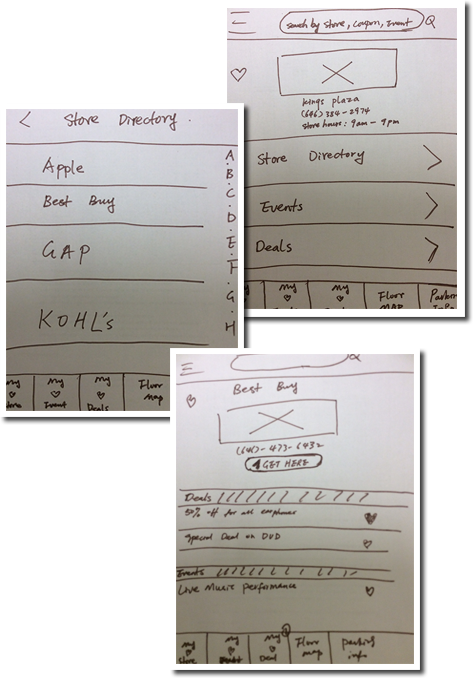 search by store, coupon, Event
kings plaza
(646) 384-2974
store hours: 9am - 9pm
Store Directory
Events
Deals
my
my
my
Floor
MAP
Parking
Store Directory
Apple
Best Buy
GAP
KOHL's
A
B
C
D
E
F
G
H
my
my
Event
my
Deals
Floor
map
Best Buy
(646)-473-6432
GET HERE
Deals
50% off for all earphones
Special Deal on DVD
Events
Live Music Performance
my
Store
my
my
Deal
Floor
map
parking
info